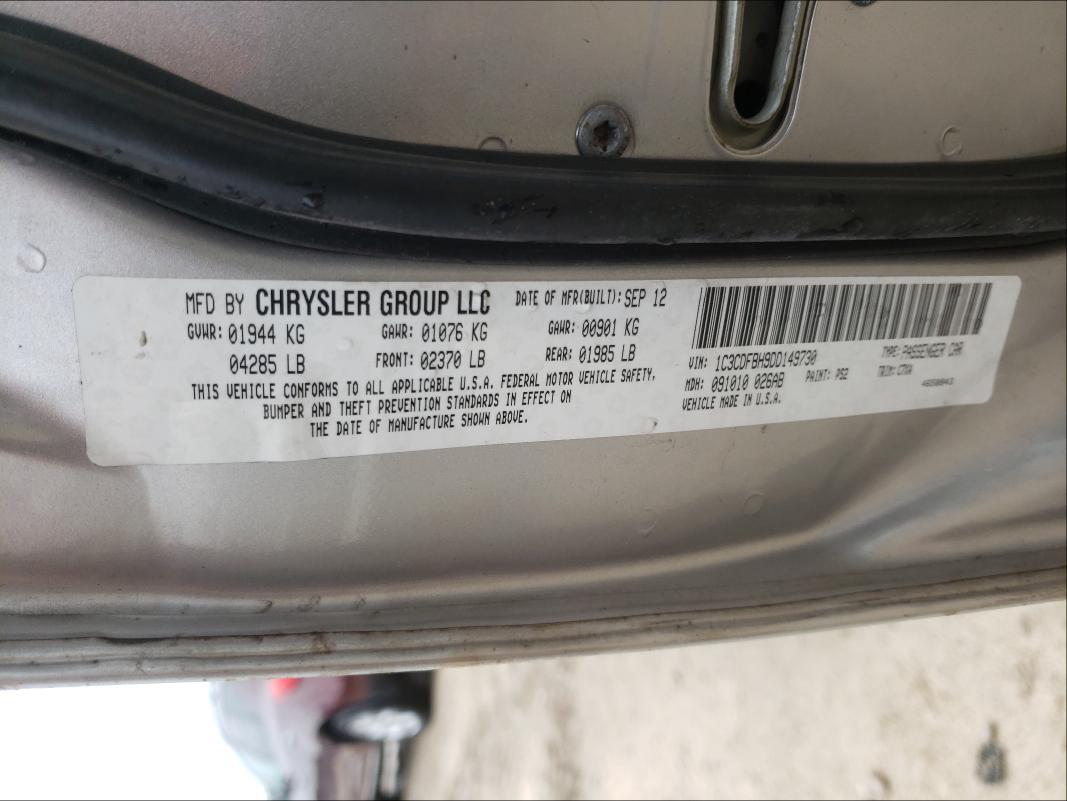 MFD BY CHRYSLER GROUP LLC DATE OF MFR(BUILT): SEP 12
GVWR: 01944 KG GAWR: 01076 KG GAWR: 00901 KG
04285 LB FRONT: 02370 LB REAR: 01985 LB
THIS VEHICLE CONFORMS TO ALL APPLICABLE U.S.A. FEDERAL MOTOR VEHICLE SAFETY,
BUMPER AND THEFT PREVENTION STANDARDS IN EFFECT ON
THE DATE OF MANUFACTURE SHOWN ABOVE.
VIN: 1C3CDFBH9DD149730 TYPE: PASSENGER CAR
MDH: 091010 026AB PAINT: PS2 TRIM:
VEHICLE MADE IN U.S.A.